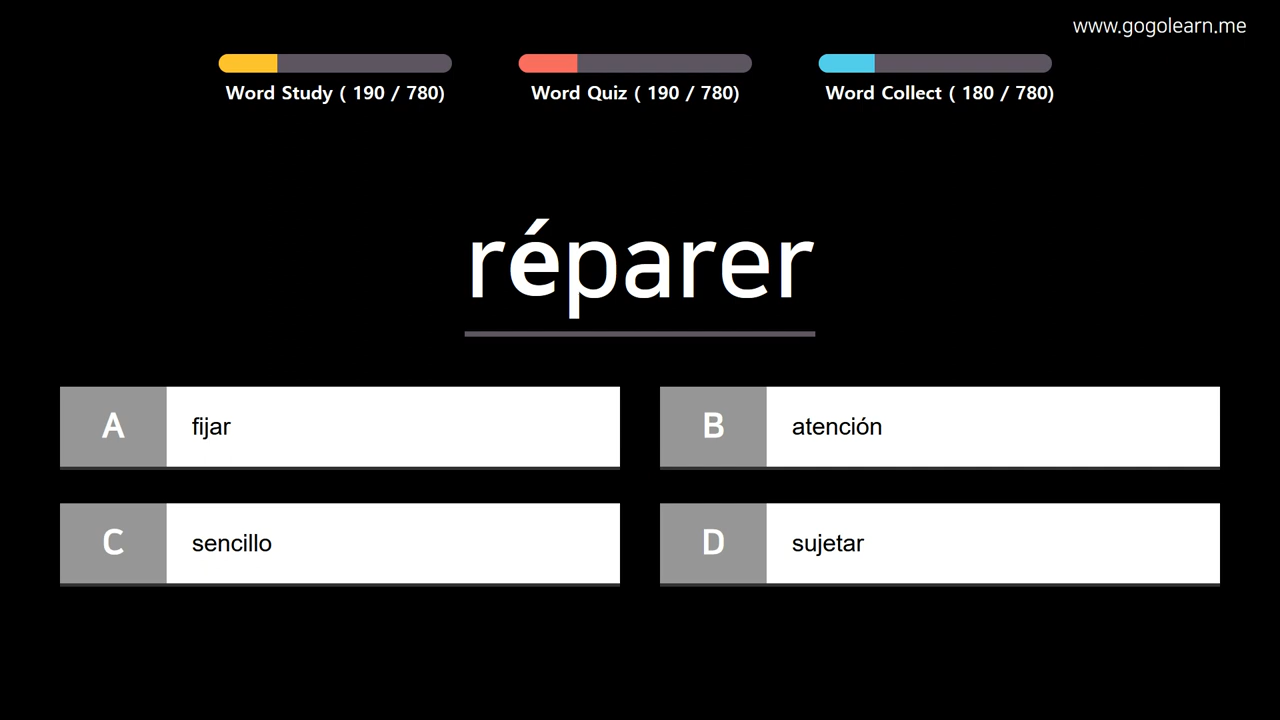 www.gogolearn.me
Word Study ( 190 / 780)
Word Quiz ( 190 / 780)
Word Collect ( 180 / 780)
réparer
A fijar
B atención
C sencillo
D sujetar